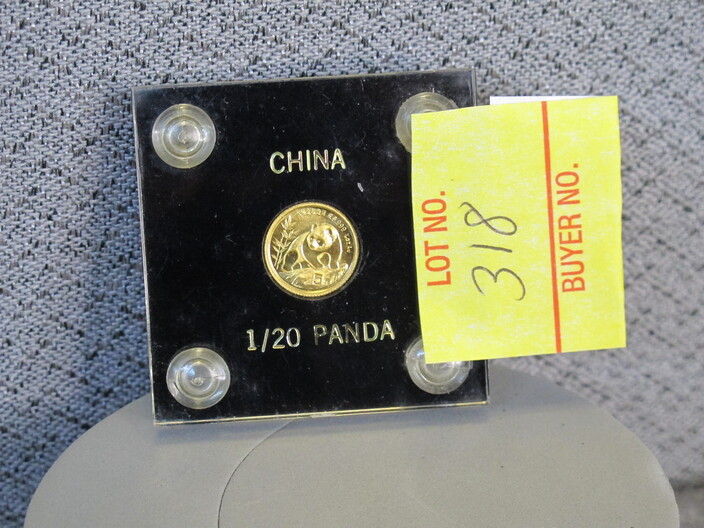 CHINA
1/20 PANDA
LOT NO.
318
BUYER NO.